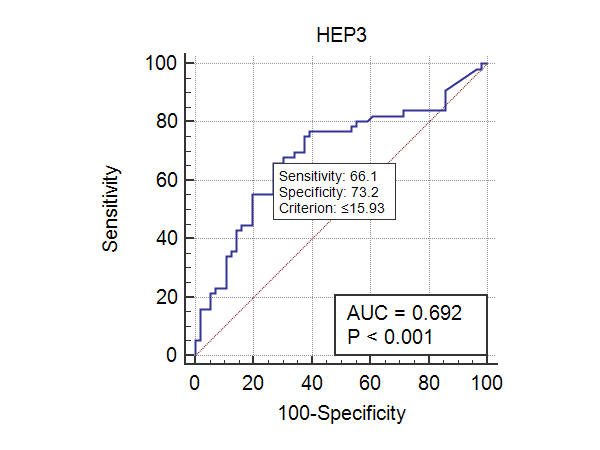 HEP3
100
80
60
40
20
0
Sensitivity
Sensitivity: 66.1
Specificity: 73.2
Criterion: ≤15.93
AUC = 0.692
P < 0.001
0 20 40 60 80 100
100-Specificity